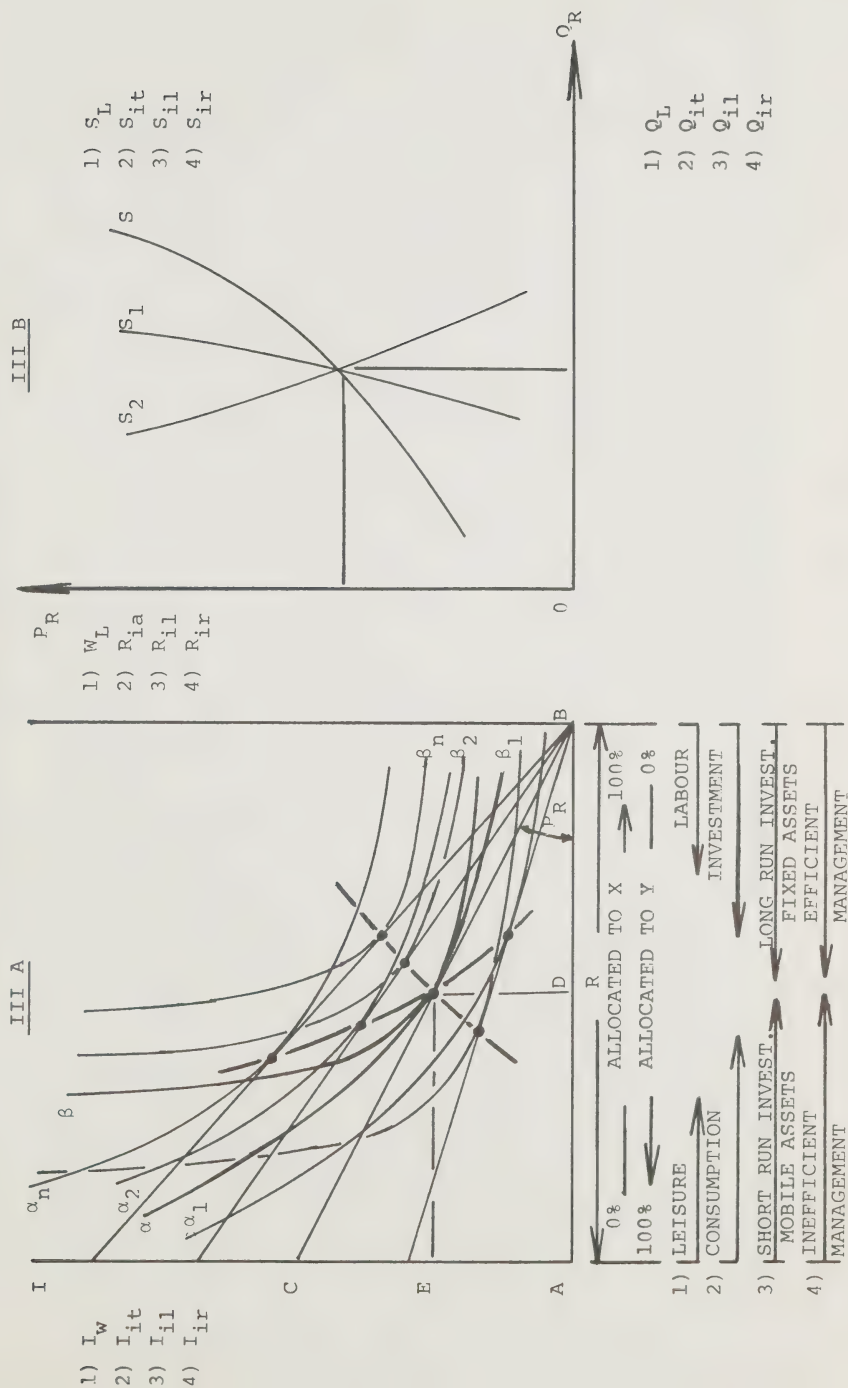 III A
III B
I
1) I_w
2) I_it
3) I_il
4) I_ir
C
E
A
α_n
α_2
α
α_1
β
β_n
β_2
β_1
P_R
B
D
R
0% ALLOCATED TO X 100%
100% ALLOCATED TO Y 0%
1) LEISURE LABOUR
2) CONSUMPTION INVESTMENT
3) SHORT RUN INVEST. LONG RUN INVEST.
MOBILE ASSETS FIXED ASSETS
4) INEFFICIENT EFFICIENT
MANAGEMENT MANAGEMENT
P_R
1) W_L
2) R_ia
3) R_il
4) R_ir
S_2
S_1
S
1) S_L
2) S_it
3) S_il
4) S_ir
0
Q_R
1) Q_L
2) Q_it
3) Q_il
4) Q_ir